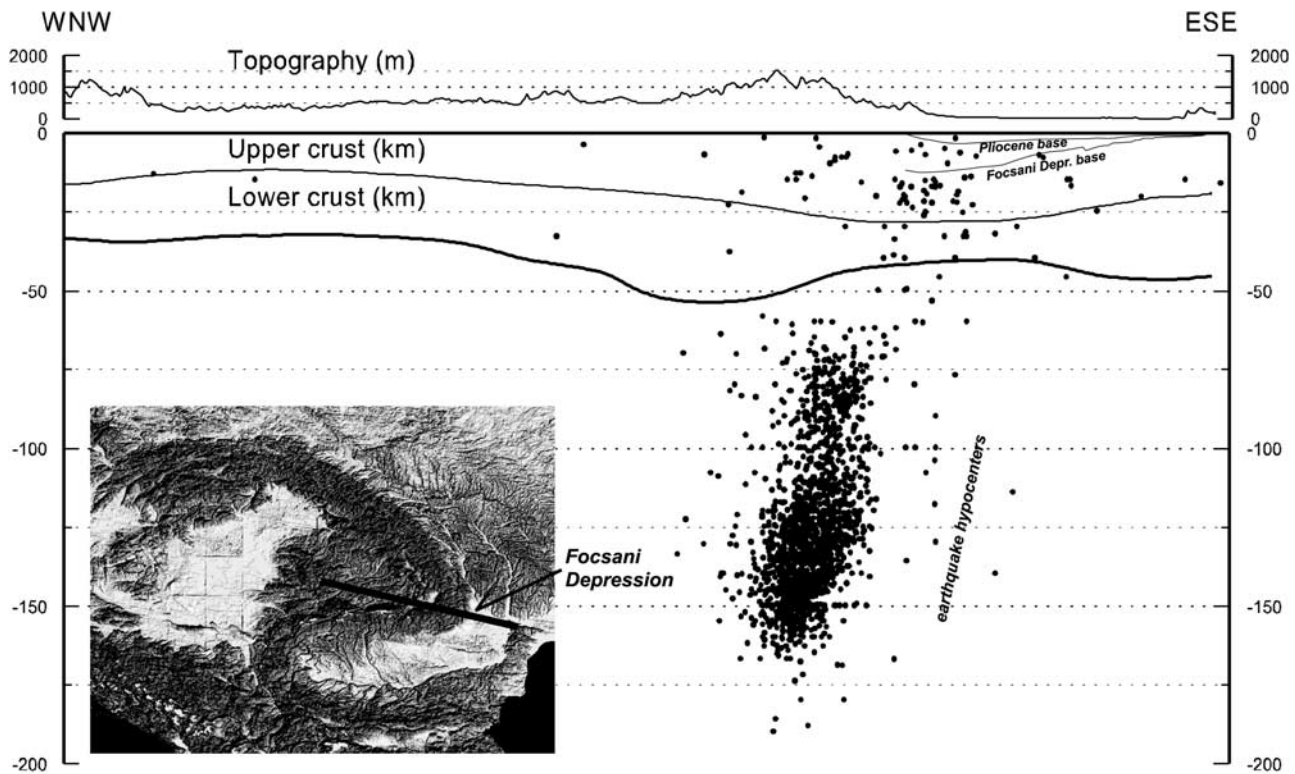 WNW
ESE
Topography (m)
2000
1000
0
2000
1000
0
0
Upper crust (km)
Lower crust (km)
Pliocene base
Focsani Depr. base
0
-50
-50
-100
-100
-150
-150
-200
-200
Focsani
Depression
earthquake hypocenters